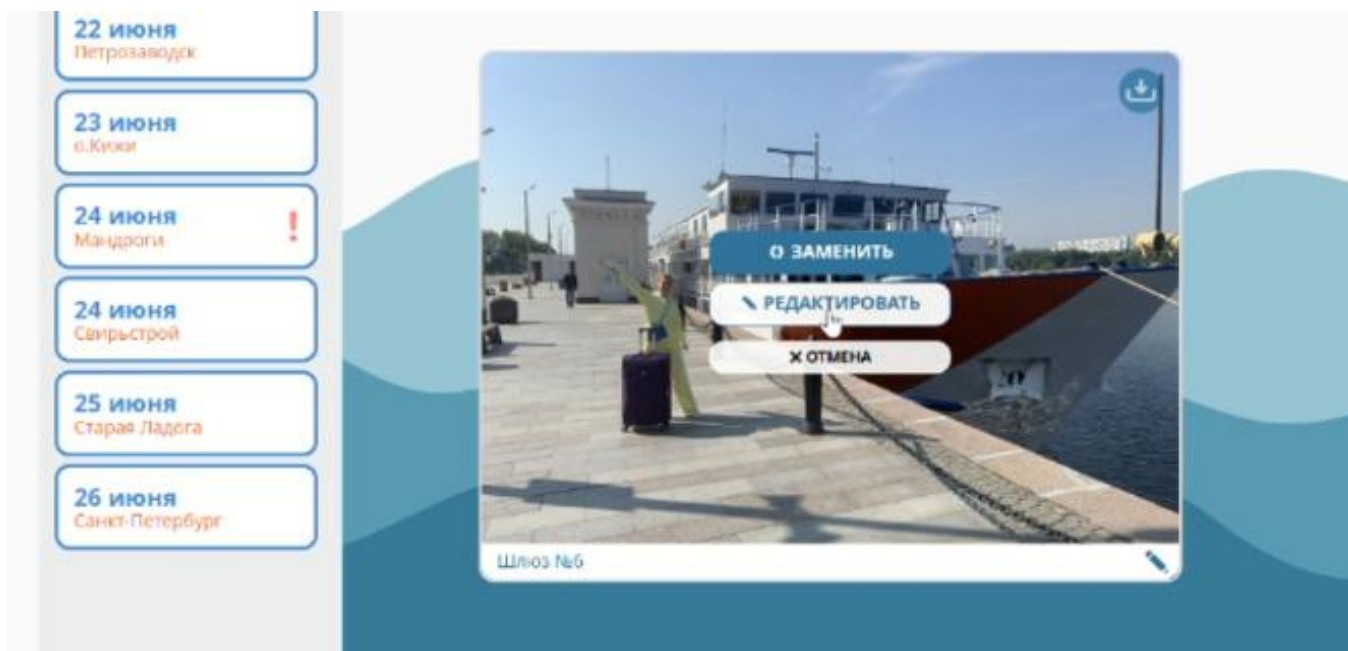 22 июня
Петрозаводск
23 июня
о.Кижи
24 июня
Мандроги
!
24 июня
Свирьстрой
25 июня
Старая Ладога
26 июня
Санкт-Петербург
ЗАМЕНИТЬ
РЕДАКТИРОВАТЬ
ОТМЕНА
Шлюз №6